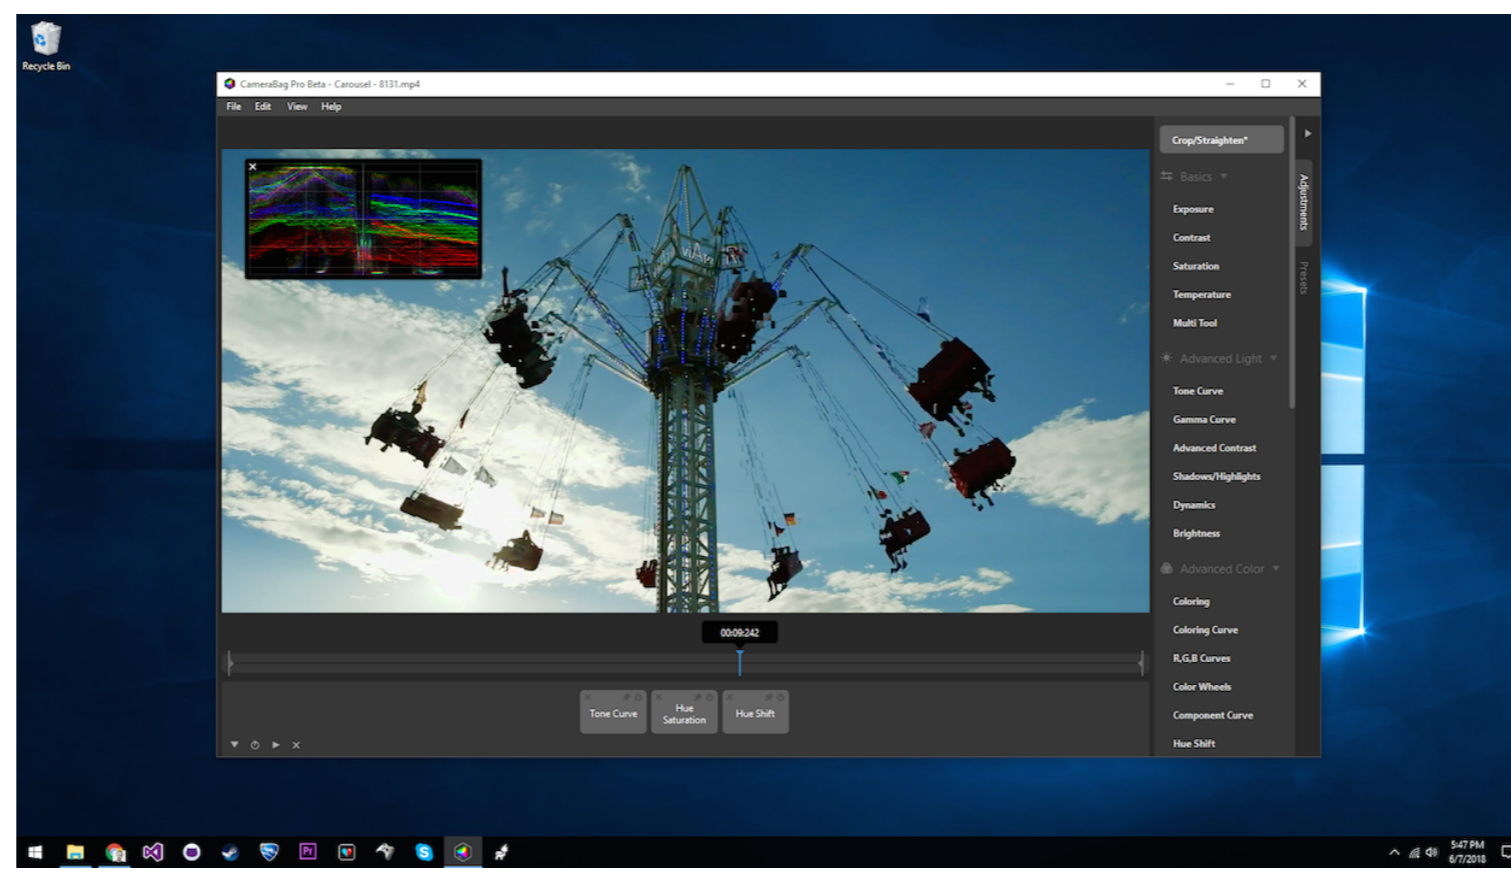 Recycle Bin
CameraBag Pro Beta - Carousel - 8131.mp4
File Edit View Help
Crop/Straighten*
Basics
Exposure
Contrast
Saturation
Temperature
Multi Tool
Advanced Light
Tone Curve
Gamma Curve
Advanced Contrast
Shadows/Highlights
Dynamics
Brightness
Advanced Color
Coloring
Coloring Curve
R,G,B Curves
Color Wheels
Component Curve
Hue Shift
Adjustments
Presets
00:09:242
Tone Curve
Hue
Saturation
Hue Shift
Pr
5:47 PM
6/7/2018